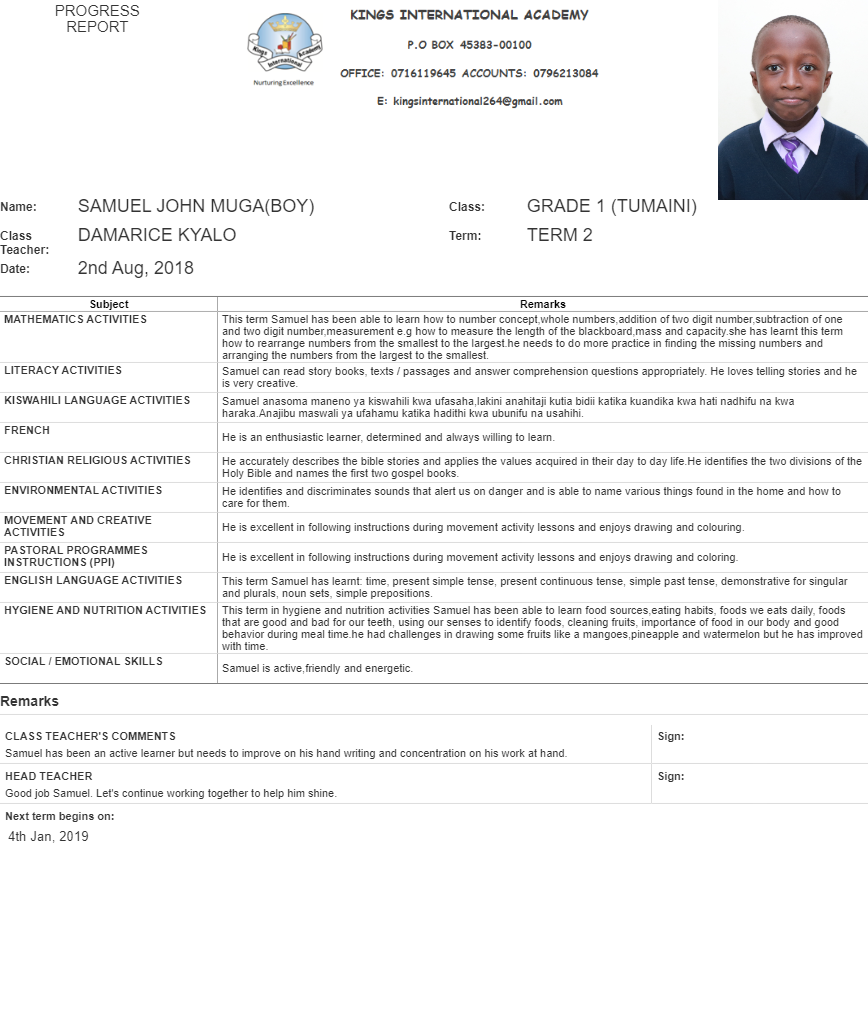 PROGRESS
REPORT
Kings International Academy
Nurturing Excellence
KINGS INTERNATIONAL ACADEMY
P.O BOX 45383-00100
OFFICE: 0716119645 ACCOUNTS: 0796213084
E: kingsinternational264@gmail.com
Name: SAMUEL JOHN MUGA(BOY) Class: GRADE 1 (TUMAINI)
Class Teacher: DAMARICE KYALO Term: TERM 2
Date: 2nd Aug, 2018
Subject Remarks
MATHEMATICS ACTIVITIES
This term Samuel has been able to learn how to number concept,whole numbers,addition of two digit number,subtraction of one
and two digit number,measurement e.g how to measure the length of the blackboard,mass and capacity.she has learnt this term
how to rearrange numbers from the smallest to the largest.he needs to do more practice in finding the missing numbers and
arranging the numbers from the largest to the smallest.
LITERACY ACTIVITIES
Samuel can read story books, texts / passages and answer comprehension questions appropriately. He loves telling stories and he
is very creative.
KISWAHILI LANGUAGE ACTIVITIES
Samuel anasoma maneno ya kiswahili kwa ufasaha,lakini anahitaji kutia bidii katika kuandika kwa hati nadhifu na kwa
haraka.Anajibu maswali ya ufahamu katika hadithi kwa ubunifu na usahihi.
FRENCH
He is an enthusiastic learner, determined and always willing to learn.
CHRISTIAN RELIGIOUS ACTIVITIES
He accurately describes the bible stories and applies the values acquired in their day to day life.He identifies the two divisions of the
Holy Bible and names the first two gospel books.
ENVIRONMENTAL ACTIVITIES
He identifies and discriminates sounds that alert us on danger and is able to name various things found in the home and how to
care for them.
MOVEMENT AND CREATIVE
ACTIVITIES
He is excellent in following instructions during movement activity lessons and enjoys drawing and colouring.
PASTORAL PROGRAMMES
INSTRUCTIONS (PPI)
He is excellent in following instructions during movement activity lessons and enjoys drawing and coloring.
ENGLISH LANGUAGE ACTIVITIES
This term Samuel has learnt: time, present simple tense, present continuous tense, simple past tense, demonstrative for singular
and plurals, noun sets, simple prepositions.
HYGIENE AND NUTRITION ACTIVITIES
This term in hygiene and nutrition activities Samuel has been able to learn food sources,eating habits, foods we eats daily, foods
that are good and bad for our teeth, using our senses to identify foods, cleaning fruits, importance of food in our body and good
behavior during meal time.he had challenges in drawing some fruits like a mangoes,pineapple and watermelon but he has improved
with time.
SOCIAL / EMOTIONAL SKILLS
Samuel is active,friendly and energetic.
Remarks
CLASS TEACHER'S COMMENTS Sign:
Samuel has been an active learner but needs to improve on his hand writing and concentration on his work at hand.
HEAD TEACHER Sign:
Good job Samuel. Let's continue working together to help him shine.
Next term begins on:
4th Jan, 2019